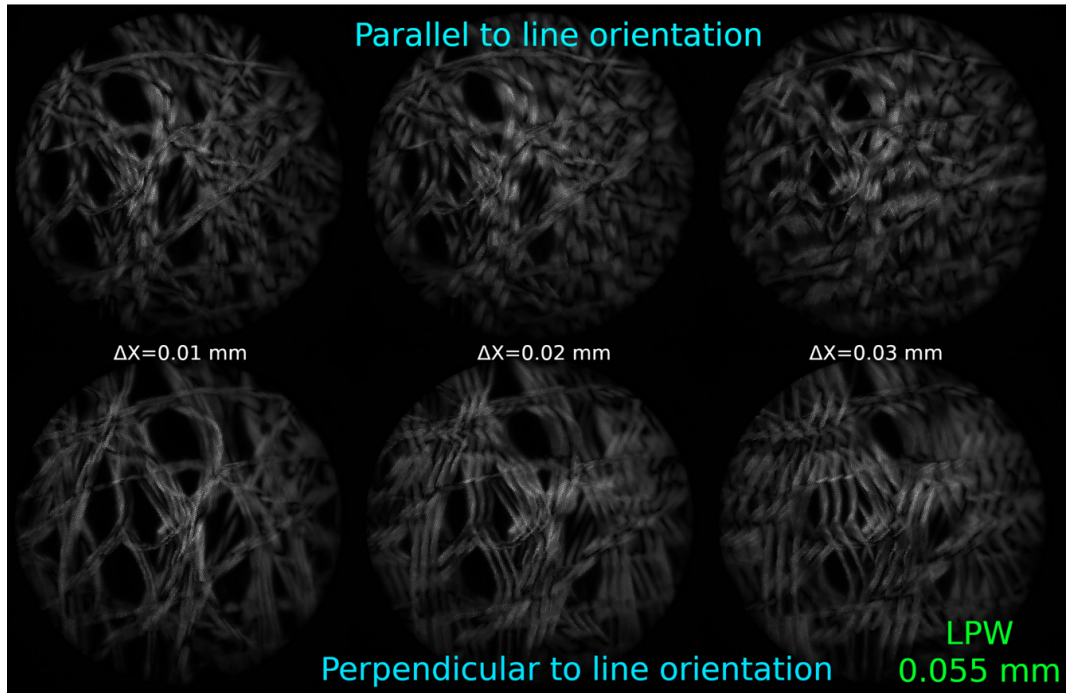 Parallel to line orientation
ΔX=0.01 mm
ΔX=0.02 mm
ΔX=0.03 mm
LPW
0.055 mm
Perpendicular to line orientation